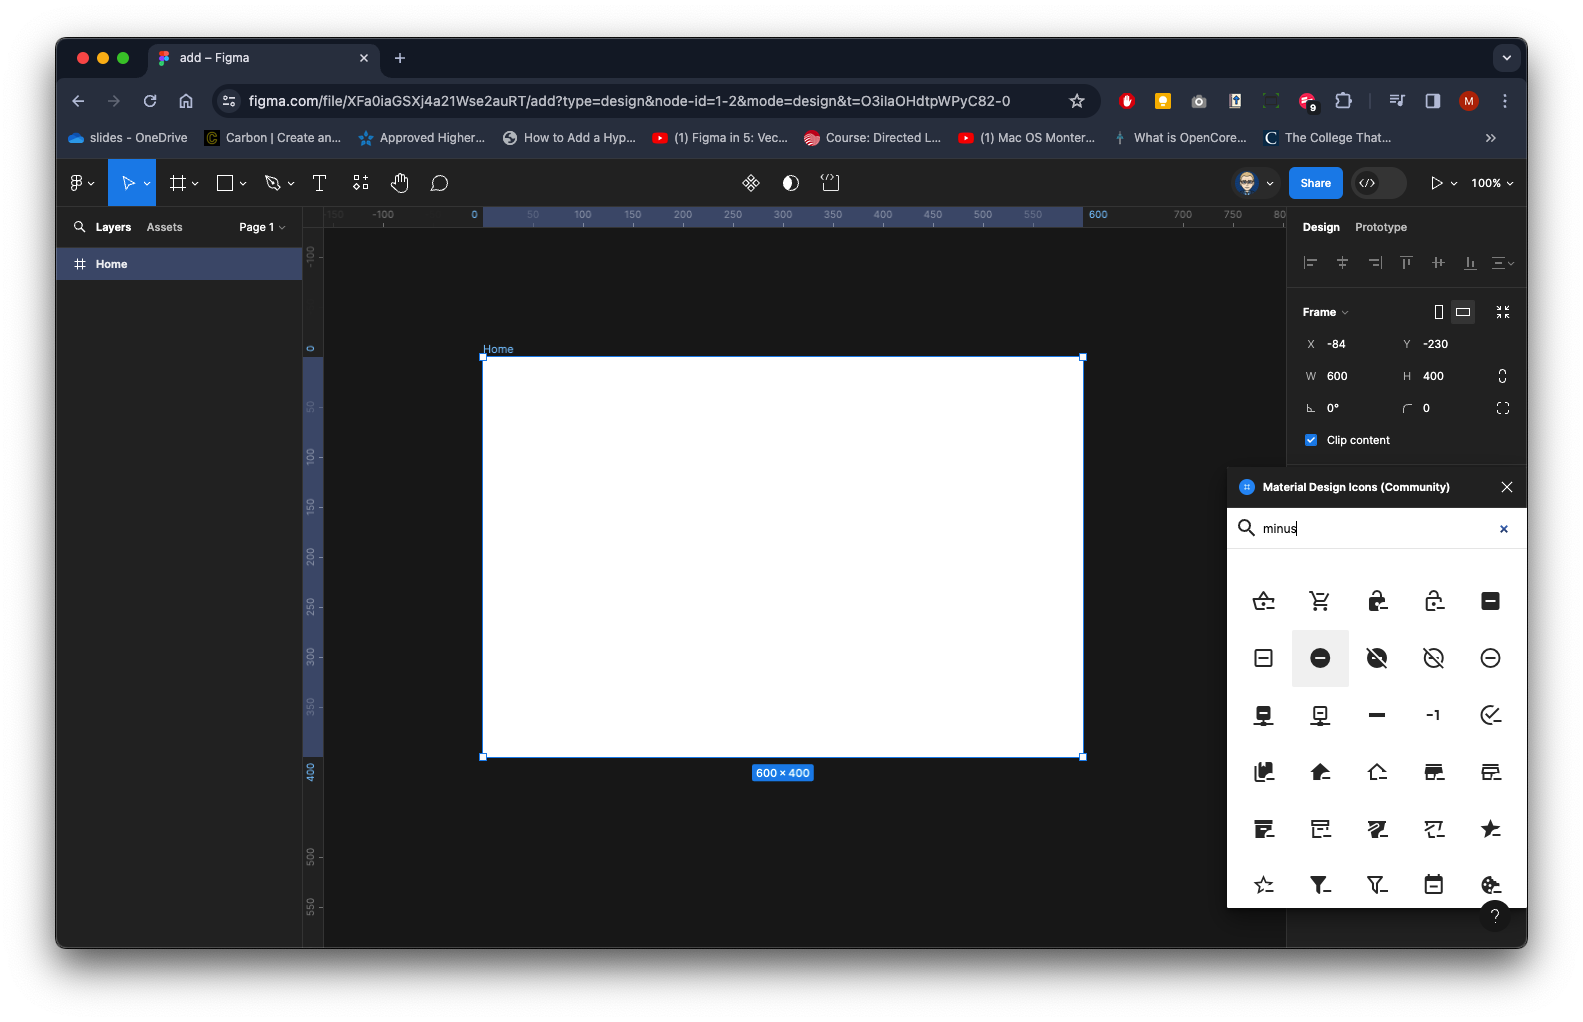 add – Figma
figma.com/file/XFa0iaGSXj4a21Wse2auRT/add?type=design&node-id=1-2&mode=design&t=O3ilaOHdtpWPyC82-0
9
M
slides - OneDrive
Carbon | Create an...
Approved Higher...
How to Add a Hyp...
(1) Figma in 5: Vec...
Course: Directed L...
(1) Mac OS Monter...
What is OpenCore...
The College That...
Share
100%
Layers
Assets
Page 1
-150
-100
0
50
100
150
200
250
300
350
400
450
500
550
600
700
750
80
Design
Prototype
Home
-100
0
50
100
150
200
250
300
350
400
500
550
Home
600 × 400
Frame
X -84
Y -230
W 600
H 400
0°
0
Clip content
Material Design Icons (Community)
minus
-1
?